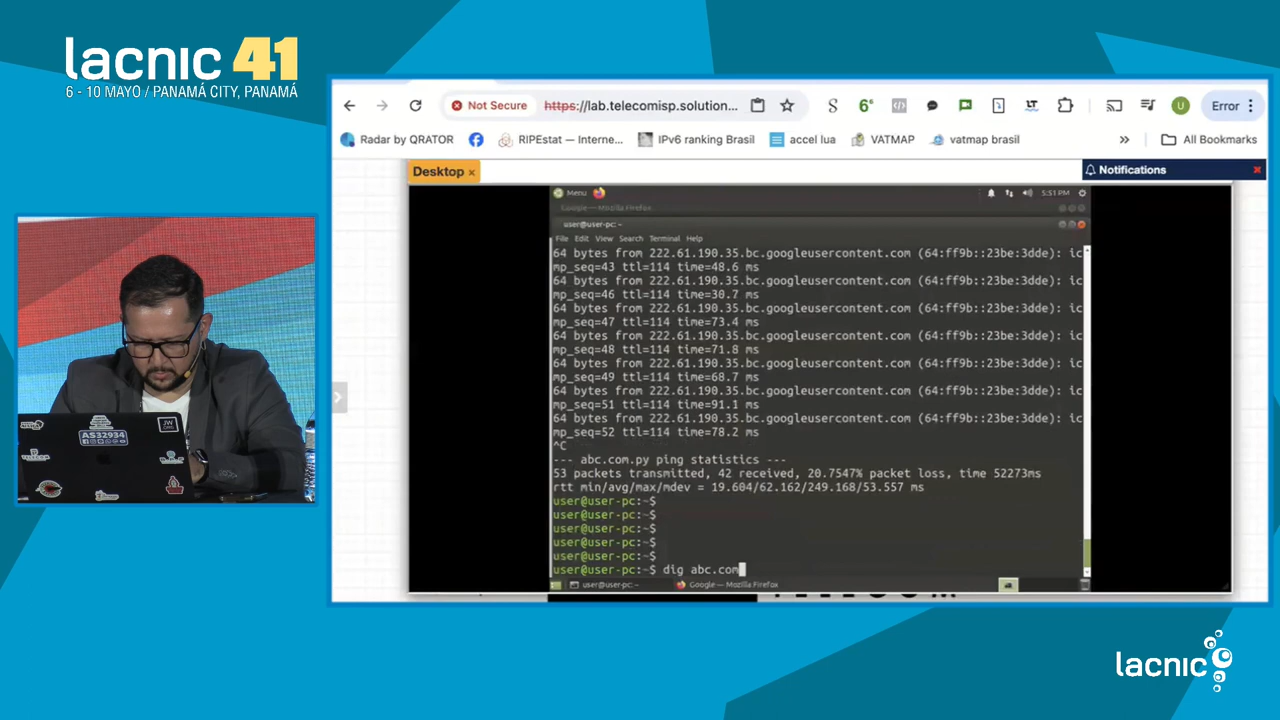 lacnic 41
6 - 10 MAYO / PANAMÁ CITY, PANAMÁ
Not Secure https://lab.telecomisp.solution... Error
Radar by QRATOR RIPEstat — Interne... IPv6 ranking Brasil accel lua VATMAP vatmap brasil » All Bookmarks
Desktop × Notifications ×
Menu 5:51 PM
Google — Mozilla Firefox
user@user-pc: ~
File Edit View Search Terminal Help
64 bytes from 222.61.190.35.bc.googleusercontent.com (64:ff9b::23be:3dde): ic
mp_seq=43 ttl=114 time=48.6 ms
64 bytes from 222.61.190.35.bc.googleusercontent.com (64:ff9b::23be:3dde): ic
mp_seq=46 ttl=114 time=30.7 ms
64 bytes from 222.61.190.35.bc.googleusercontent.com (64:ff9b::23be:3dde): ic
mp_seq=47 ttl=114 time=73.4 ms
64 bytes from 222.61.190.35.bc.googleusercontent.com (64:ff9b::23be:3dde): ic
mp_seq=48 ttl=114 time=71.8 ms
64 bytes from 222.61.190.35.bc.googleusercontent.com (64:ff9b::23be:3dde): ic
mp_seq=49 ttl=114 time=68.7 ms
64 bytes from 222.61.190.35.bc.googleusercontent.com (64:ff9b::23be:3dde): ic
mp_seq=51 ttl=114 time=91.1 ms
64 bytes from 222.61.190.35.bc.googleusercontent.com (64:ff9b::23be:3dde): ic
mp_seq=52 ttl=114 time=78.2 ms
^C
--- abc.com.py ping statistics ---
53 packets transmitted, 42 received, 20.7547% packet loss, time 52273ms
rtt min/avg/max/mdev = 19.604/62.162/249.168/53.557 ms
user@user-pc:~$
user@user-pc:~$
user@user-pc:~$
user@user-pc:~$
user@user-pc:~$
user@user-pc:~$ dig abc.com
user@user-pc: ~ Google — Mozilla Firefox
AS32934
JW
lacnic